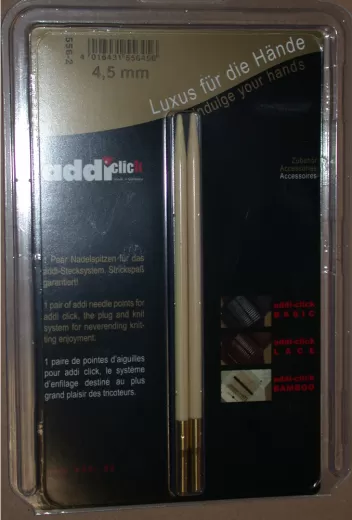 556-2
4,5 mm
Luxus für die Hände
Indulge your hands
addi click
Zubehör
Accessoires
Accessories
1 Paar Nadelspitzen für das
addi-Stecksystem. Strickspaß
garantiert!
1 pair of addi needle points for
additi click, the plug and knit
system for neverending knit-
ting enjoyment.
1 paire de pointes d'aiguilles
pour addi click, le système
d'enfilage destiné au plus
grand plaisir des tricoteurs.
addi-click
BASIC
addi-click
LACE
addi-click
BAMBOO